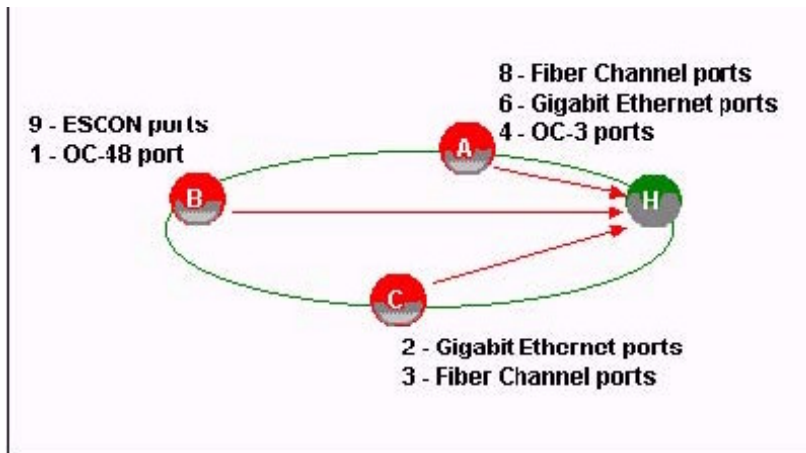 8 - Fiber Channel ports
6 - Gigabit Ethernet ports
4 - OC-3 ports
9 - ESCON ports
1 - OC-48 port
A
B
H
C
2 - Gigabit Ethernet ports
3 - Fiber Channel ports